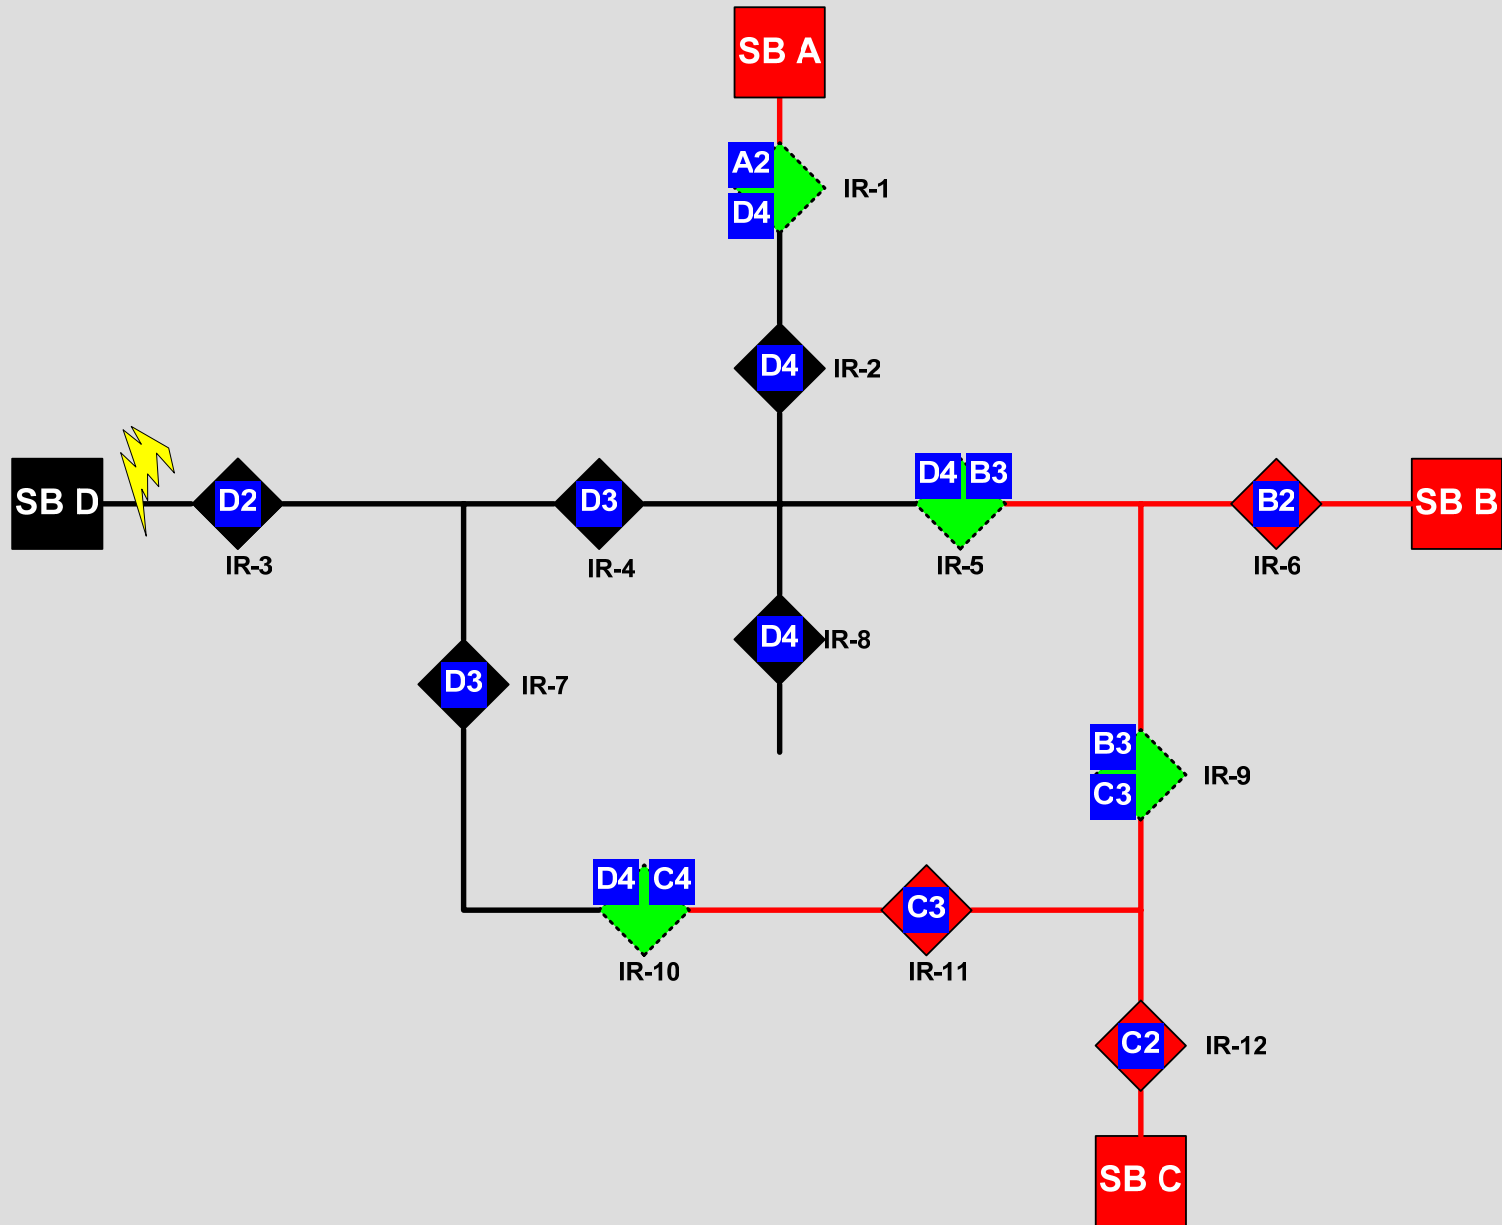 SB A
A2
IR-1
D4
D4
IR-2
D4 B3
SB D
D2
D3
B2
SB B
IR-3
IR-4
IR-5
IR-6
D4
IR-8
D3
IR-7
B3
IR-9
C3
D4 C4
C3
IR-10
IR-11
C2
IR-12
SB C